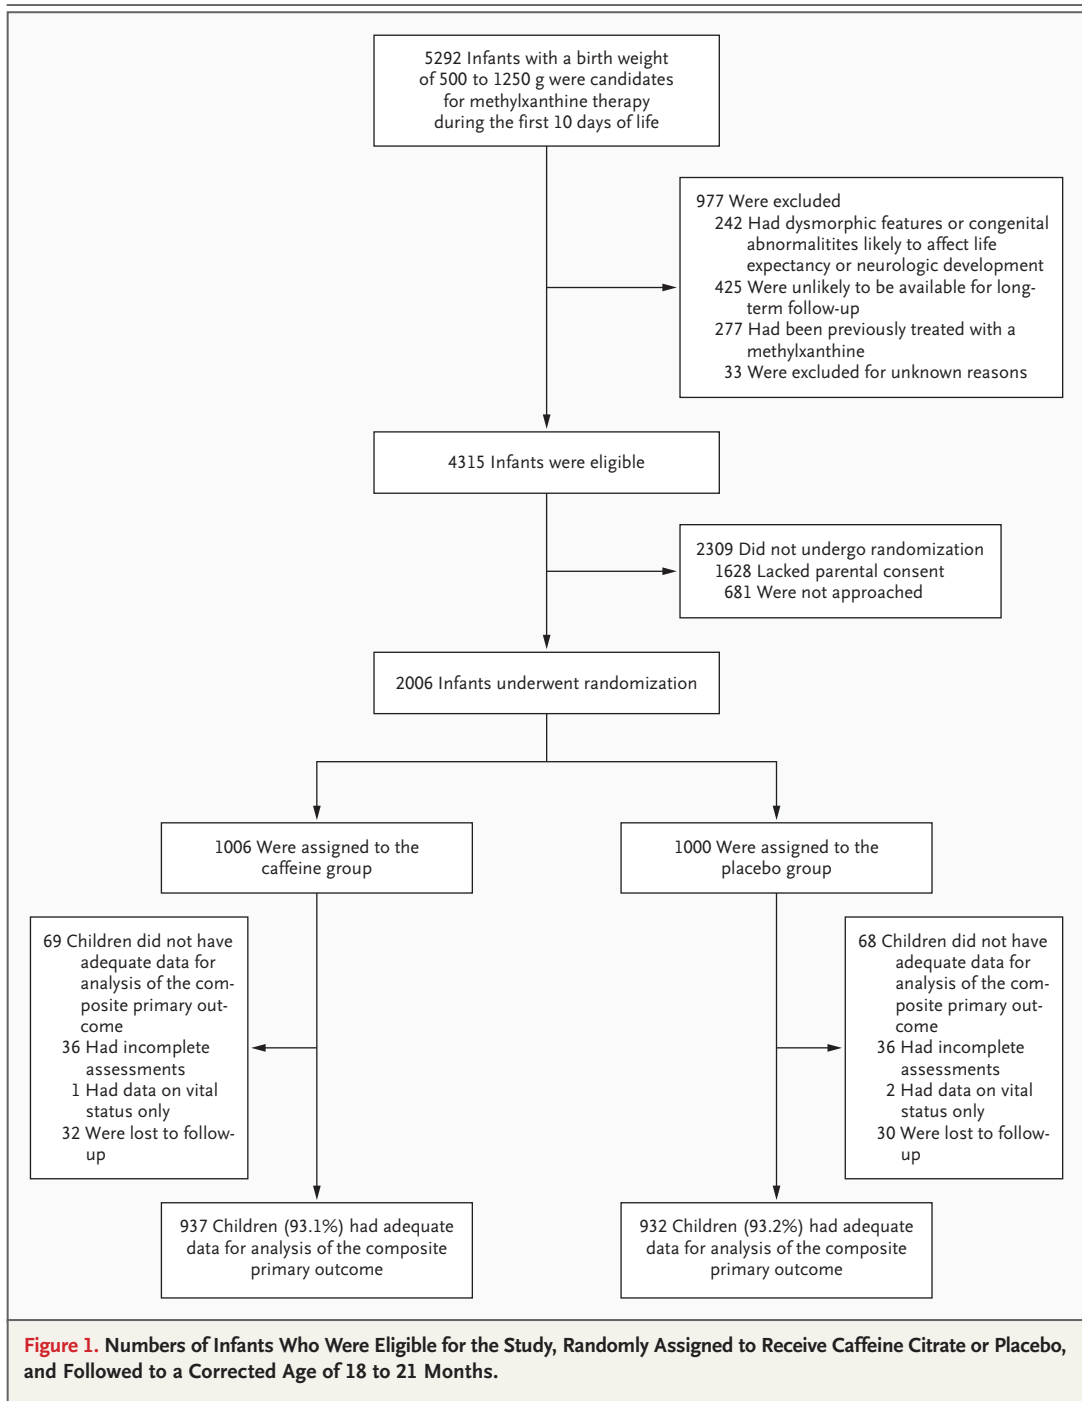 5292 Infants with a birth weight
of 500 to 1250 g were candidates
for methylxanthine therapy
during the first 10 days of life
977 Were excluded
242 Had dysmorphic features or congenital
abnormalitites likely to affect life
expectancy or neurologic development
425 Were unlikely to be available for long-
term follow-up
277 Had been previously treated with a
methylxanthine
33 Were excluded for unknown reasons
4315 Infants were eligible
2309 Did not undergo randomization
1628 Lacked parental consent
681 Were not approached
2006 Infants underwent randomization
1006 Were assigned to the
caffeine group
1000 Were assigned to the
placebo group
69 Children did not have
adequate data for
analysis of the com-
posite primary out-
come
36 Had incomplete
assessments
1 Had data on vital
status only
32 Were lost to follow-
up
68 Children did not have
adequate data for
analysis of the com-
posite primary out-
come
36 Had incomplete
assessments
2 Had data on vital
status only
30 Were lost to follow-
up
937 Children (93.1%) had adequate
data for analysis of the composite
primary outcome
932 Children (93.2%) had adequate
data for analysis of the composite
primary outcome
Figure 1. Numbers of Infants Who Were Eligible for the Study, Randomly Assigned to Receive Caffeine Citrate or Placebo,
and Followed to a Corrected Age of 18 to 21 Months.